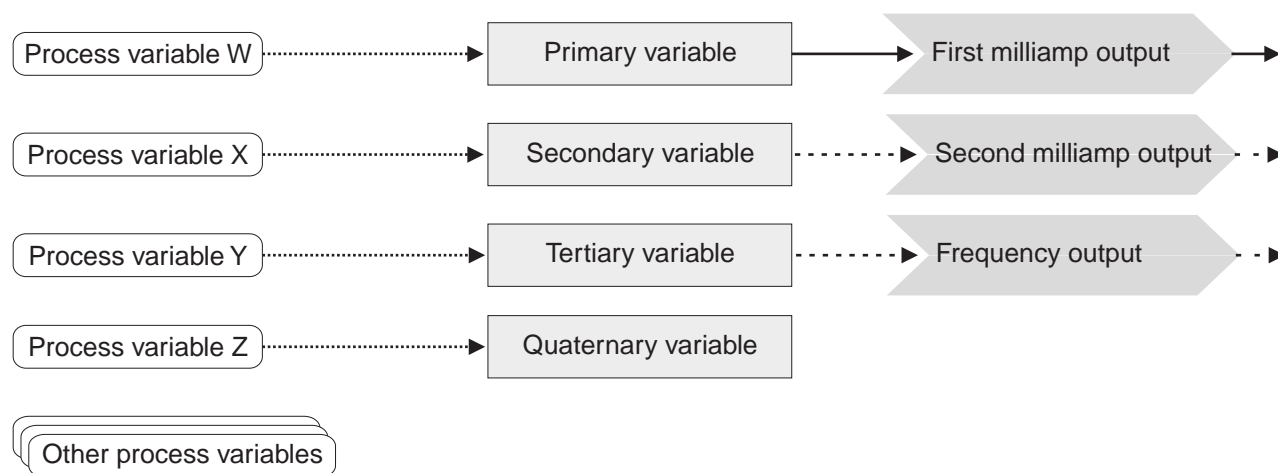 Process variable W
Primary variable
First milliamp output
Process variable X
Secondary variable
Second milliamp output
Process variable Y
Tertiary variable
Frequency output
Process variable Z
Quaternary variable
Other process variables